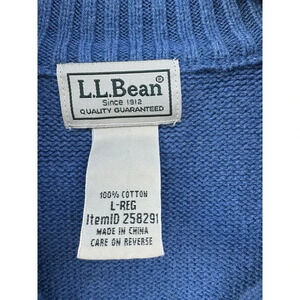 L.L.Bean®
Since 1912
QUALITY GUARANTEED
100% COTTON
L-REG
ItemID 258291
MADE IN CHINA
CARE ON REVERSE